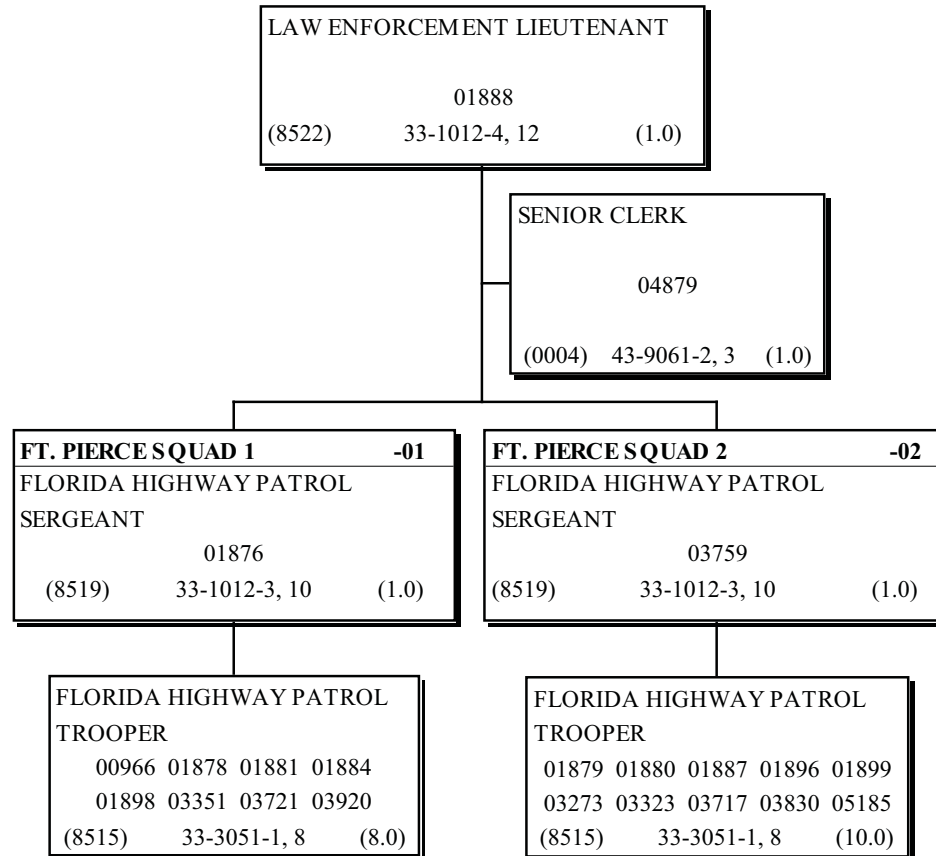 LAW ENFORCEMENT LIEUTENANT
01888
(8522) 33-1012-4, 12 (1.0)
SENIOR CLERK
04879
(0004) 43-9061-2, 3 (1.0)
FT. PIERCE SQUAD 1 -01
FLORIDA HIGHWAY PATROL
SERGEANT
01876
(8519) 33-1012-3, 10 (1.0)
FT. PIERCE SQUAD 2 -02
FLORIDA HIGHWAY PATROL
SERGEANT
03759
(8519) 33-1012-3, 10 (1.0)
FLORIDA HIGHWAY PATROL
TROOPER
00966 01878 01881 01884
01898 03351 03721 03920
(8515) 33-3051-1, 8 (8.0)
FLORIDA HIGHWAY PATROL
TROOPER
01879 01880 01887 01896 01899
03273 03323 03717 03830 05185
(8515) 33-3051-1, 8 (10.0)